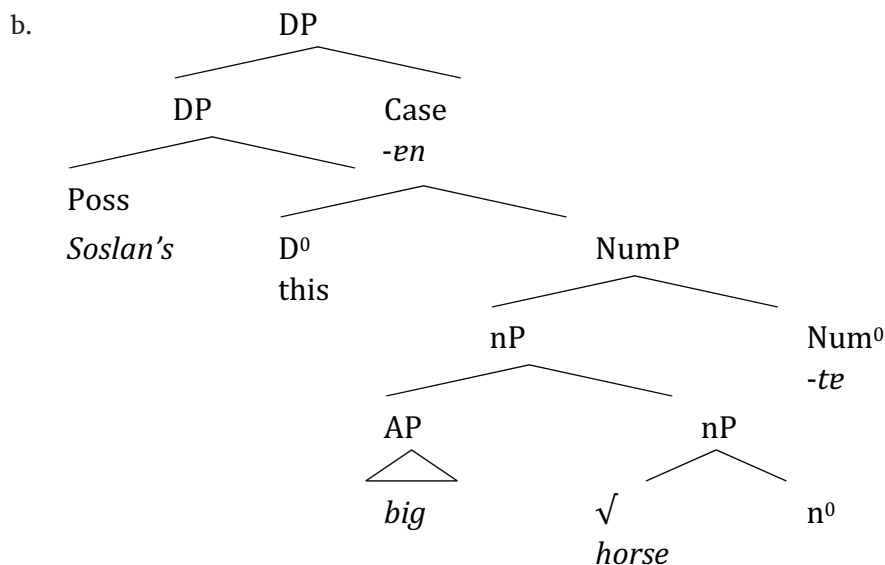 b. DP
DP Case
-ɐn
Poss
Soslan's D⁰ NumP
this
nP Num⁰
-tɐ
AP nP
big √ n⁰
horse